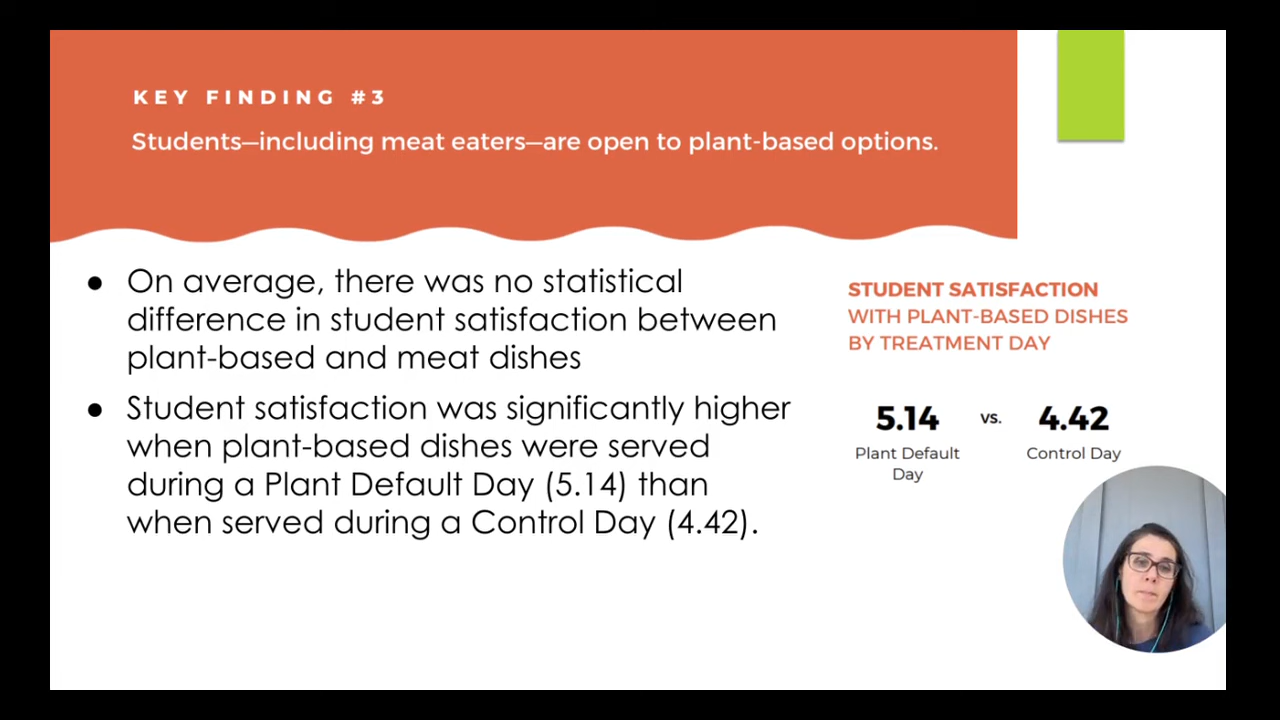 KEY FINDING #3
Students—including meat eaters—are open to plant-based options.
● On average, there was no statistical
difference in student satisfaction between
plant-based and meat dishes
● Student satisfaction was significantly higher
when plant-based dishes were served
during a Plant Default Day (5.14) than
when served during a Control Day (4.42).
STUDENT SATISFACTION
WITH PLANT-BASED DISHES
BY TREATMENT DAY
5.14 vs. 4.42
Plant Default Control Day
Day